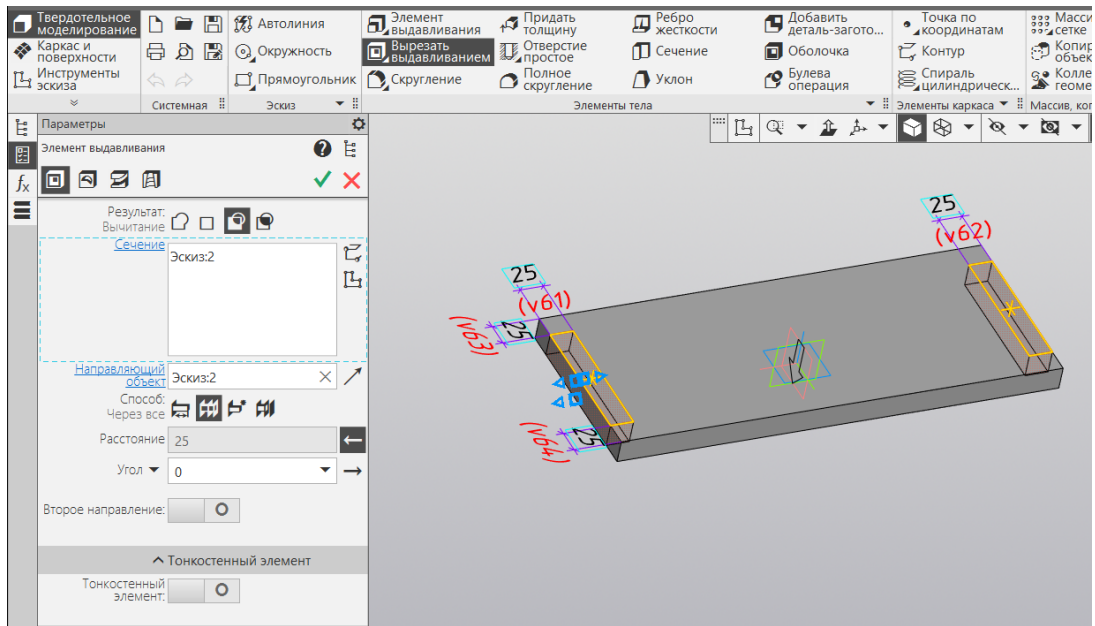 Твердотельное моделирование
Каркас и поверхности
Инструменты эскиза
Системная
Автолиния
Окружность
Прямоугольник
Эскиз
Элемент выдавливания
Вырезать выдавливанием
Скругление
Придать толщину
Отверстие простое
Полное скругление
Ребро жесткости
Сечение
Уклон
Добавить деталь-загото...
Оболочка
Булева операция
Элементы тела
Точка по координатам
Контур
Спираль цилиндрическ...
Элементы каркаса
Масси
сетке
Копир
объек
Колле
геоме
Массив, коп
Параметры
Элемент выдавливания
Результат:
Вычитание
Сечение
Эскиз:2
Направляющий объект
Эскиз:2
Способ:
Через все
Расстояние
25
Угол
0
Второе направление:
Тонкостенный элемент
Тонкостенный элемент:
25
(v62)
25
(v61)
25
(v63)
25
(v64)